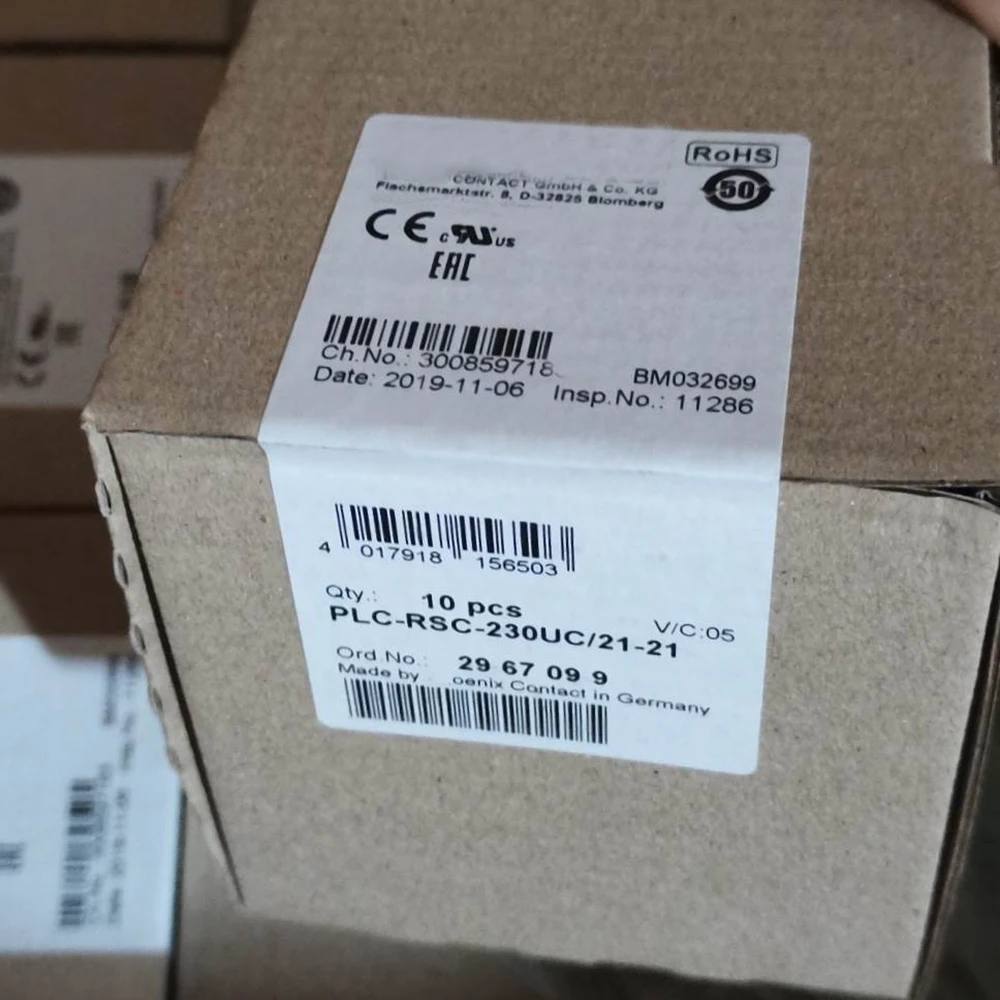 RoHS
50
CONTACT GmbH & Co. KG
Flachsmarktstr. 8, D-32825 Blomberg
CE c RU US
EAC
Ch.No.: 300859718
BM032699
Date: 2019-11-06 Insp.No.: 11286
4 017918 156503
Qty.: 10 pcs
V/C:05
PLC-RSC-230UC/21-21
Ord No.: 29 67 09 9
Made by oenix Contact in Germany